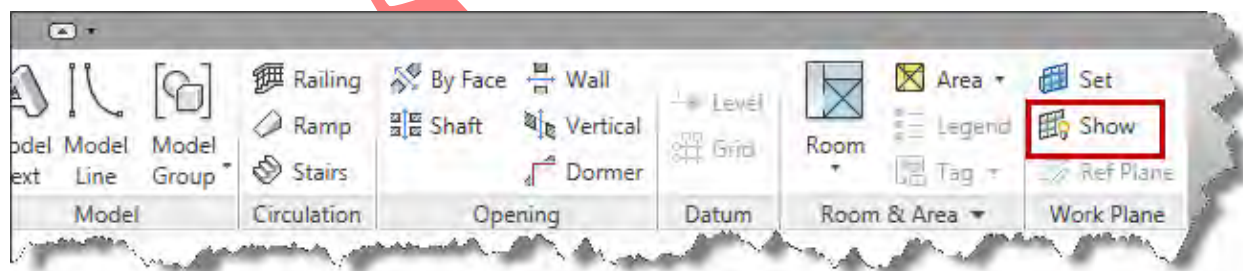 Railing By Face Wall Area Set
Ramp Shaft Vertical Level Legend Show
Model Model Room Grid
Line Group Stairs Dormer Tag Ref Plane
Model Circulation Opening Datum Room & Area Work Plane